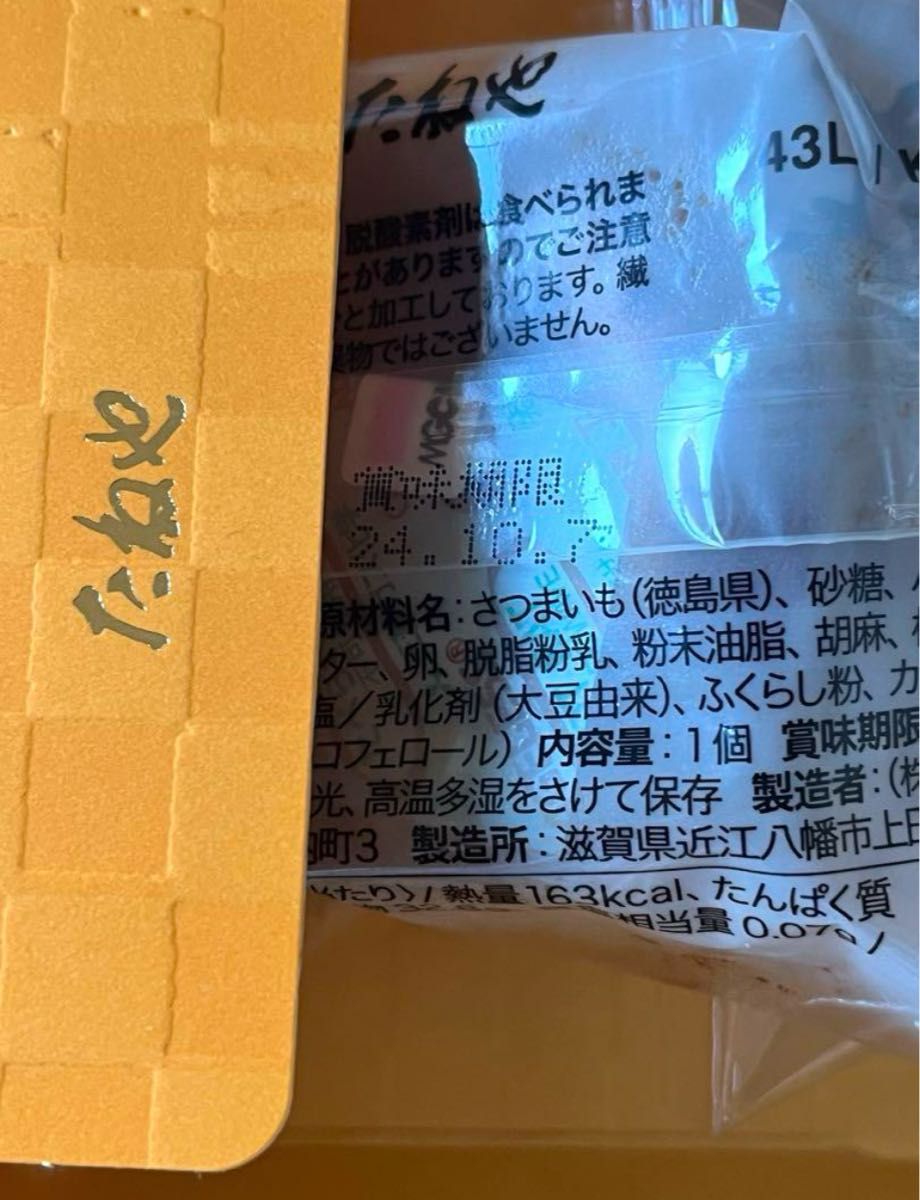 たねや
たねや
43L
脱酸素剤は食べられま
がありますのでご注意
と加工しております。繊
物ではございません。
MGC
賞味期限
24.10.7
原材料名:さつまいも(徳島県)、砂糖、
ター、卵、脱脂粉乳、粉末油脂、胡麻、
塩/乳化剤(大豆由来)、ふくらし粉、カ
コフェロール) 内容量:1個 賞味期限
光、高温多湿をさけて保存 製造者:(株
町3 製造所:滋賀県近江八幡市上田
たり〉/熱量163kcal、たんぱく質
相当量0.07g/